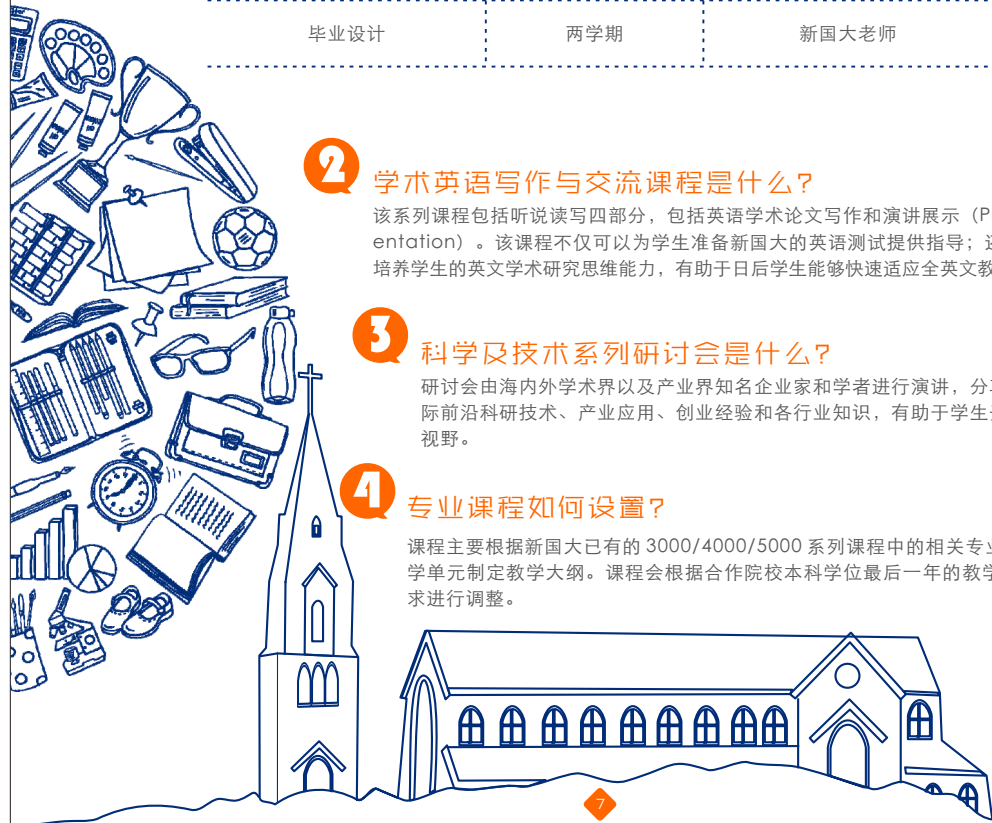 毕业设计 两学期 新国大老师
2 学术英语写作与交流课程是什么?
该系列课程包括听说读写四部分，包括英语学术论文写作和演讲展示（P
entation）。该课程不仅可以为学生准备新国大的英语测试提供指导；
培养学生的英文学术研究思维能力，有助于日后学生能够快速适应全英文教
3 科学及技术系列研讨会是什么?
研讨会由海内外学术界以及产业界知名企业家和学者进行演讲，分
际前沿科研技术、产业应用、创业经验和各行业知识，有助于学生
视野。
4 专业课程如何设置?
课程主要根据新国大已有的 3000/4000/5000 系列课程中的相关专业
学单元制定教学大纲。课程会根据合作院校本科学位最后一年的教学
求进行调整。
7